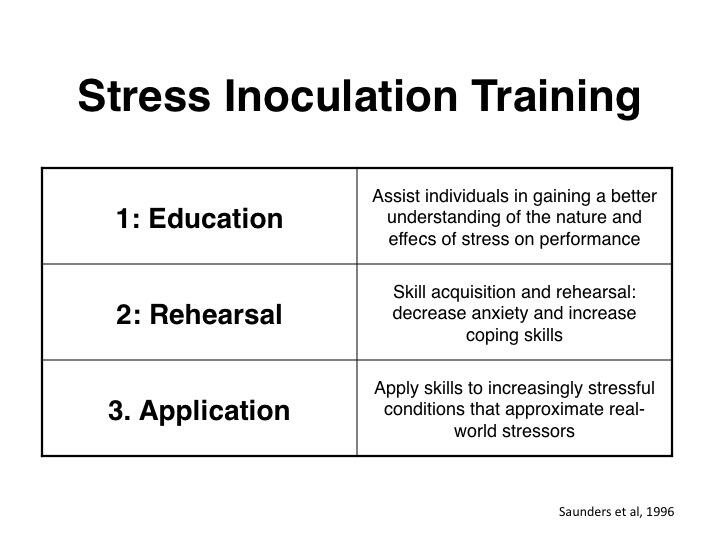 Stress Inoculation Training
1: Education
Assist individuals in gaining a better
understanding of the nature and
effecs of stress on performance
2: Rehearsal
Skill acquisition and rehearsal:
decrease anxiety and increase
coping skills
3. Application
Apply skills to increasingly stressful
conditions that approximate real-
world stressors
Saunders et al, 1996